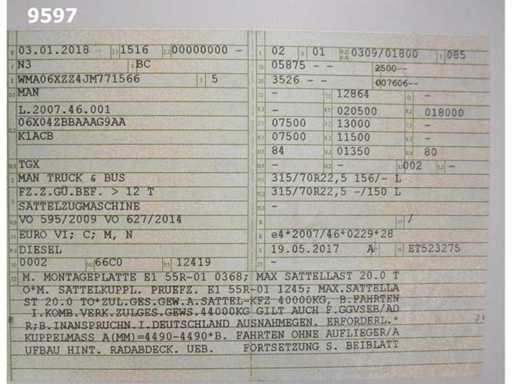 9597
03.01.2018 - 1516 00000000 - 02 01 0309/01800 085
N3 BC 05875 - - 2500--
WMA06XZZ4JM771566 5 3526 - - 007606--
MAN - 12864 -
L.2007.46.001 - 020500 018000
06X04ZBBAAAG9AA 07500 13000 -
K1ACB 07500 11500 -
84 01350 80
TGX - - 002 -
MAN TRUCK & BUS 315/70R22,5 156/- L
FZ.Z.GÜ.BEF. > 12 T 315/70R22,5 -/150 L
SATTELZUGMASCHINE -
VO 595/2009 VO 627/2014 - /
EURO VI; C; M, N e4*2007/46*0229*28
DIESEL 19.05.2017 A ET523275
0002 66C0 12419
M. MONTAGEPLATTE E1 55R-01 0368; MAX SATTELLAST 20.0 T
O*M. SATTELKUPPL. PRUEFZ. E1 55R-01 1245; MAX.SATTELLA
ST 20.0 TO*ZUL.GES.GEW.A.SATTEL-KFZ 40000KG, B.FAHRTEN
I.KOMB.VERK.ZULGES.GEWS.44000KG GILT AUCH F.GGVSEB/AD
R;B.INANSPRUCHN.I.DEUTSCHLAND AUSNAHMEGEN. ERFORDERL.*
KUPPELMASS A(MM)=4490-4490*B. FAHRTEN OHNE AUFLIEGER/A
UFBAU HINT. RADABDECK. UEB. FORTSETZUNG S. BEIBLATT